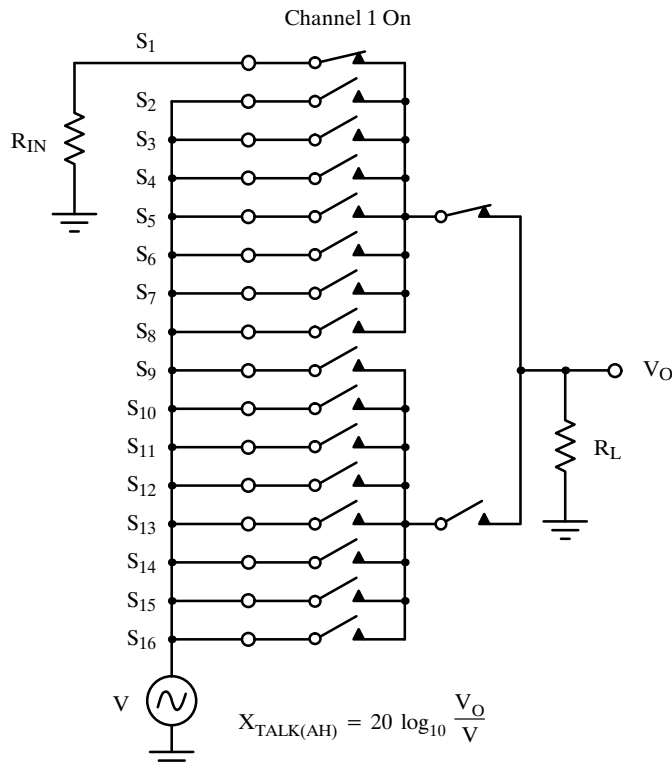 Channel 1 On
S1
S2
RIN
S3
S4
S5
S6
S7
S8
S9
VO
S10
S11
RL
S12
S13
S14
S15
S16
V
XTALK(AH) = 20 log10 VO/V